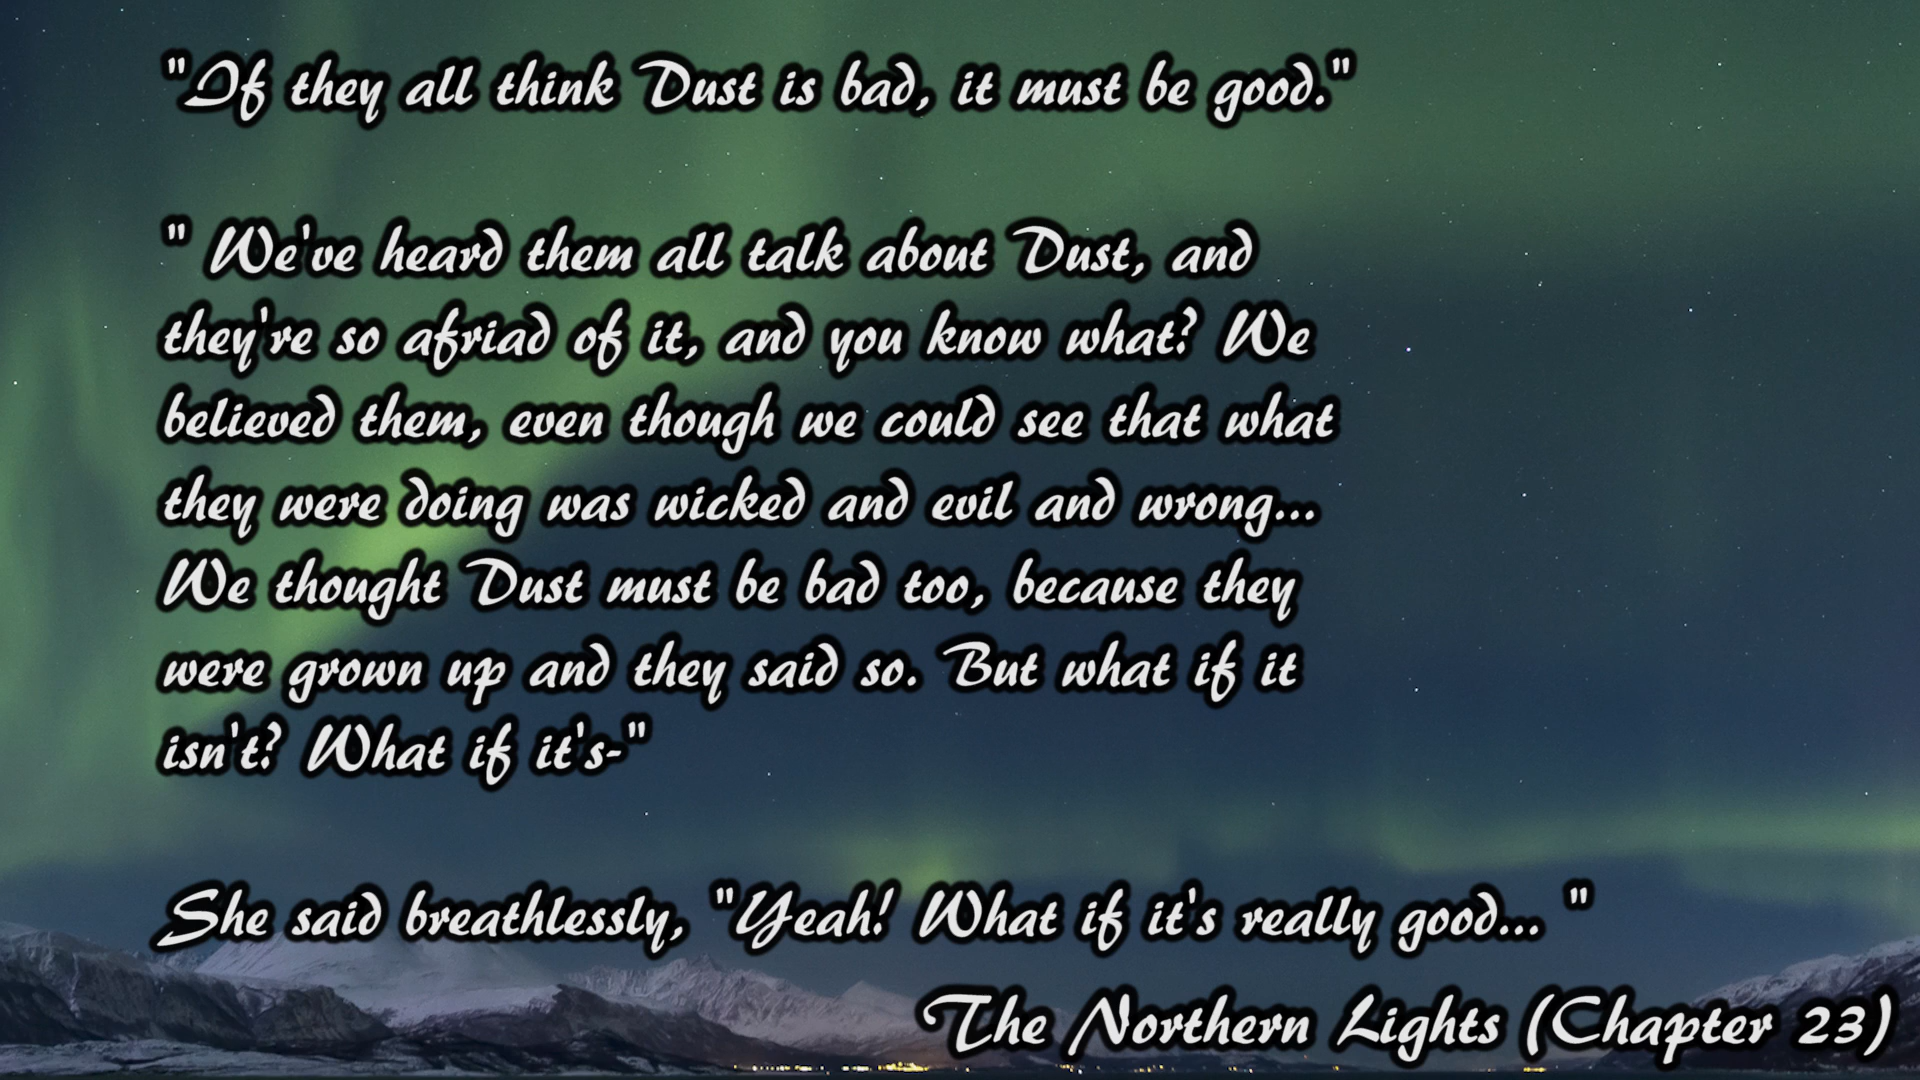 "If they all think Dust is bad, it must be good."
" We've heard them all talk about Dust, and
they're so afriad of it, and you know what? We
believed them, even though we could see that what
they were doing was wicked and evil and wrong...
We thought Dust must be bad too, because they
were grown up and they said so. But what if it
isn't? What if it's-"
She said breathlessly, "Yeah! What if it's really good... "
The Northern Lights (Chapter 23)